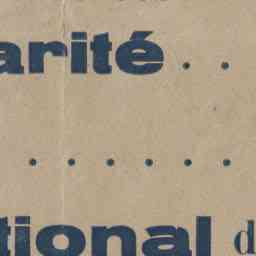 arité . .
. . . . . .
tional d